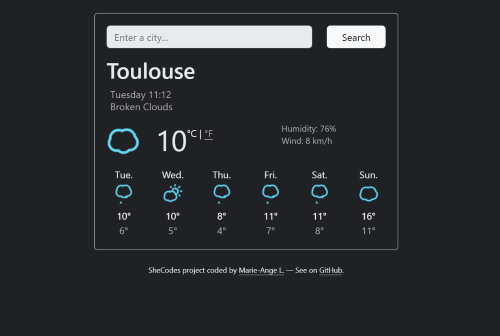 Enter a city...
Search
Toulouse
Tuesday 11:12
Broken Clouds
10 °C | °F
Humidity: 76%
Wind: 8 km/h
Tue. Wed. Thu. Fri. Sat. Sun.
10° 10° 8° 11° 11° 16°
6° 5° 4° 7° 8° 11°
SheCodes project coded by Marie-Ange L. — See on GitHub.